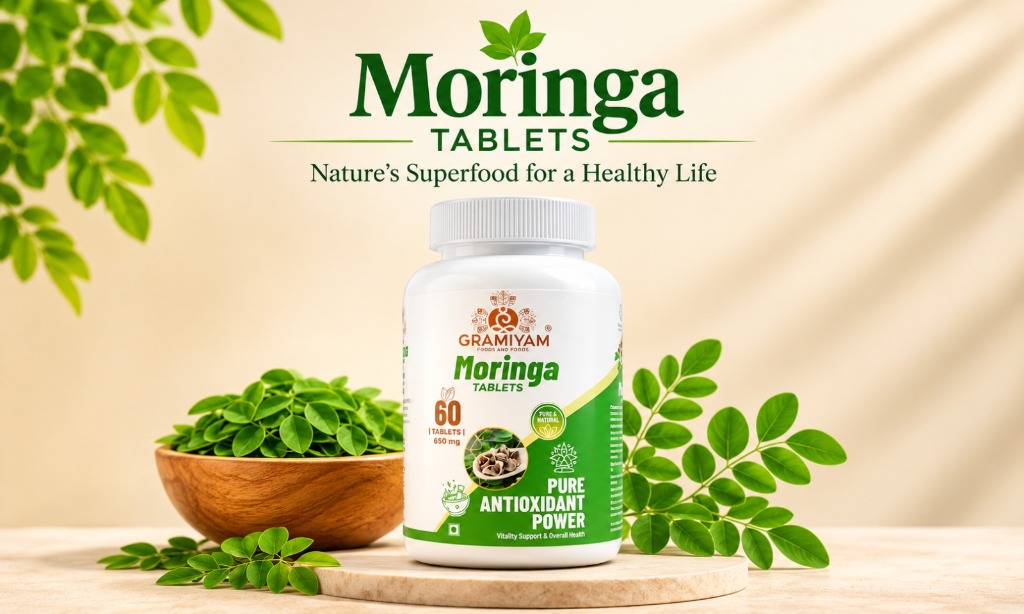 Moringa
TABLETS
Nature's Superfood for a Healthy Life
GRAMIYAM ®
FOODS AND FOODS
Moringa
TABLETS
60
TABLETS
650 mg
PURE &
NATURAL
PURE
ANTIOXIDANT
POWER
Vitality Support & Overall Health